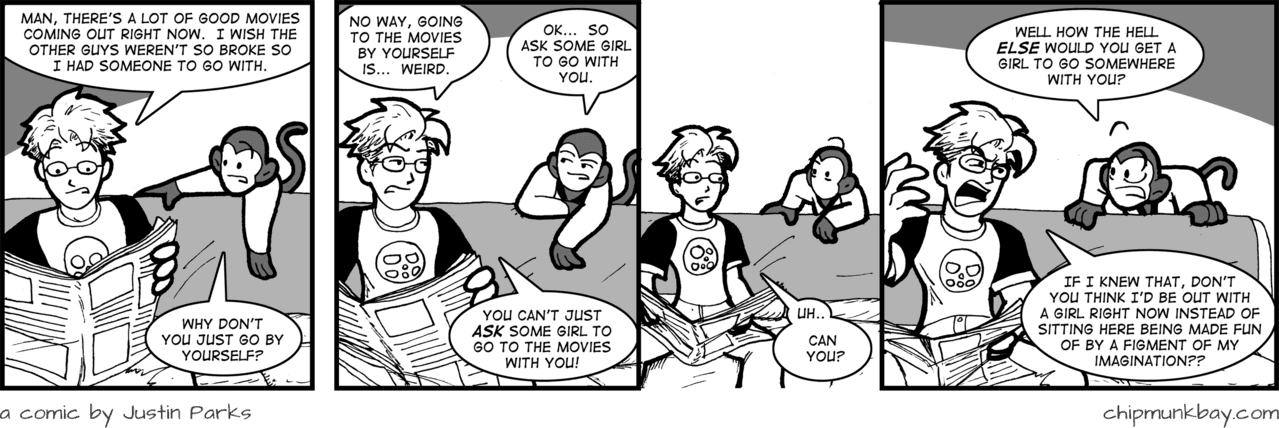 MAN, THERE'S A LOT OF GOOD MOVIES
COMING OUT RIGHT NOW. I WISH THE
OTHER GUYS WEREN'T SO BROKE SO
I HAD SOMEONE TO GO WITH.
WHY DON'T
YOU JUST GO BY
YOURSELF?
NO WAY, GOING
TO THE MOVIES
BY YOURSELF
IS... WEIRD.
OK... SO
ASK SOME GIRL
TO GO WITH
YOU.
YOU CAN'T JUST
ASK SOME GIRL TO
GO TO THE MOVIES
WITH YOU!
UH..
CAN
YOU?
WELL HOW THE HELL
ELSE WOULD YOU GET A
GIRL TO GO SOMEWHERE
WITH YOU?
IF I KNEW THAT, DON'T
YOU THINK I'D BE OUT WITH
A GIRL RIGHT NOW INSTEAD OF
SITTING HERE BEING MADE FUN
OF BY A FIGMENT OF MY
IMAGINATION??
a comic by Justin Parks
chipmunkbay.com